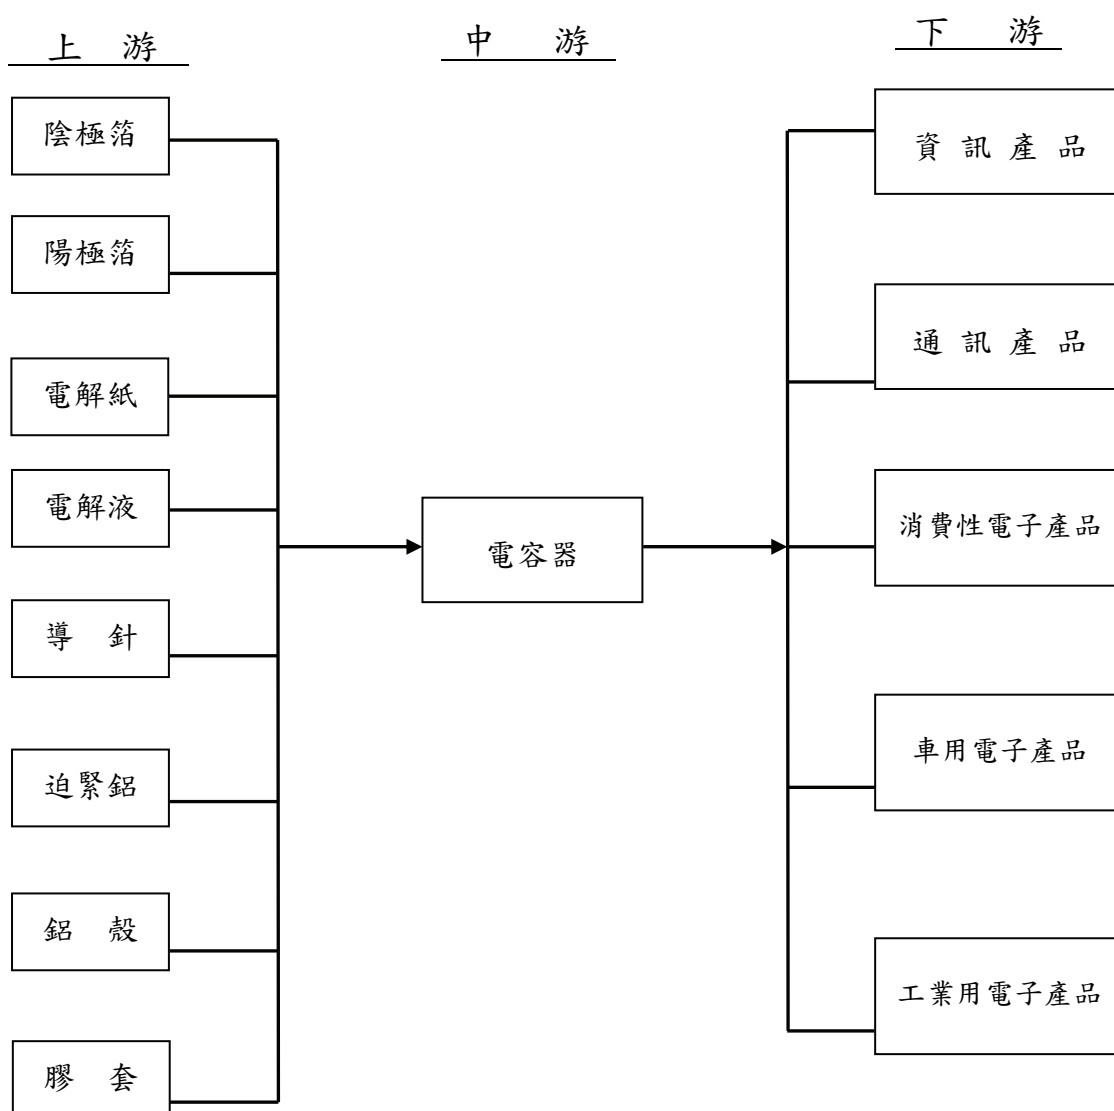 上 游
中 游
下 游
陰極箔
陽極箔
電解紙
電解液
導 針
迫緊鋁
鋁 殼
膠 套
電容器
資訊產品
通訊產品
消費性電子產品
車用電子產品
工業用電子產品